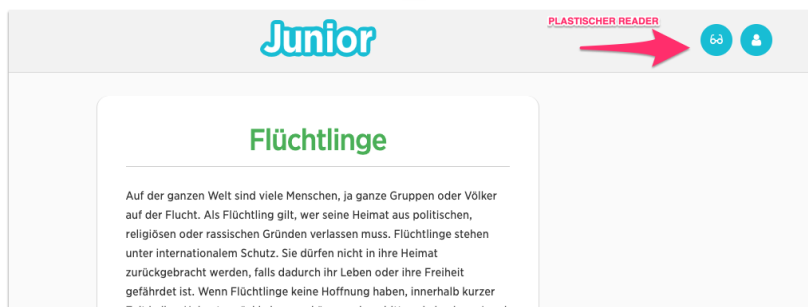 Junior
PLASTISCHER READER
Flüchtlinge
Auf der ganzen Welt sind viele Menschen, ja ganze Gruppen oder Völker
auf der Flucht. Als Flüchtling gilt, wer seine Heimat aus politischen,
religiösen oder rassischen Gründen verlassen muss. Flüchtlinge stehen
unter internationalem Schutz. Sie dürfen nicht in ihre Heimat
zurückgebracht werden, falls dadurch ihr Leben oder ihre Freiheit
gefährdet ist. Wenn Flüchtlinge keine Hoffnung haben, innerhalb kurzer